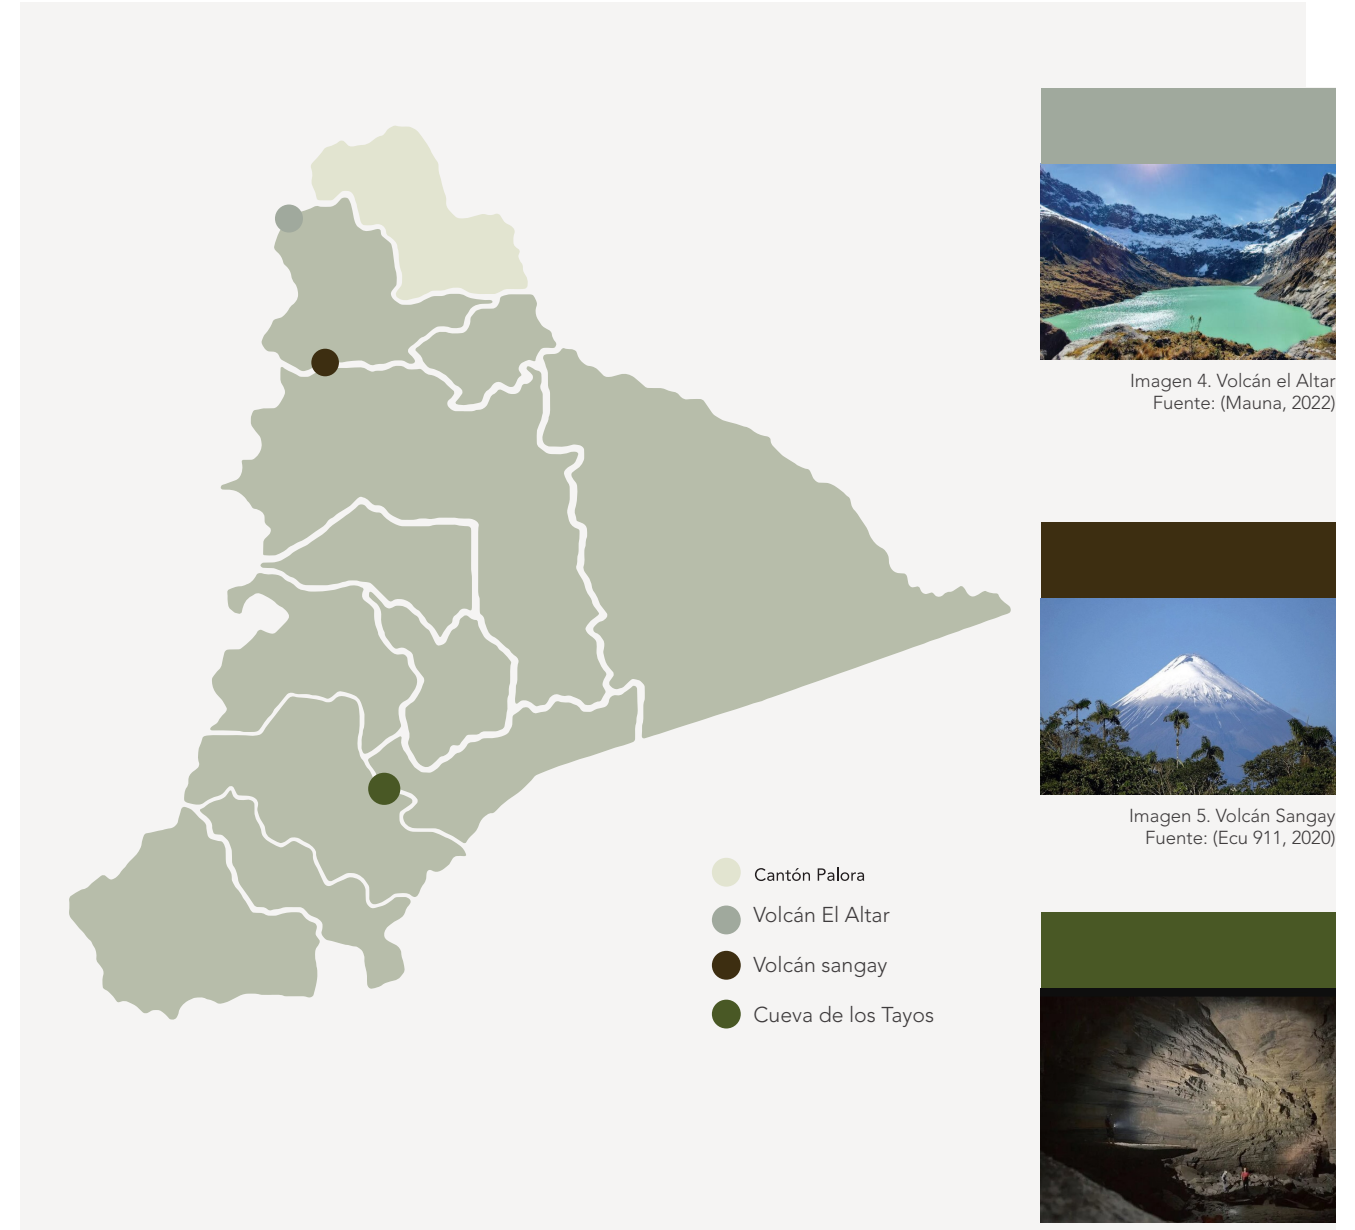 Imagen 4. Volcán el Altar
Fuente: (Mauna, 2022)
Imagen 5. Volcán Sangay
Fuente: (Ecu 911, 2020)
Cantón Palora
Volcán El Altar
Volcán sangay
Cueva de los Tayos